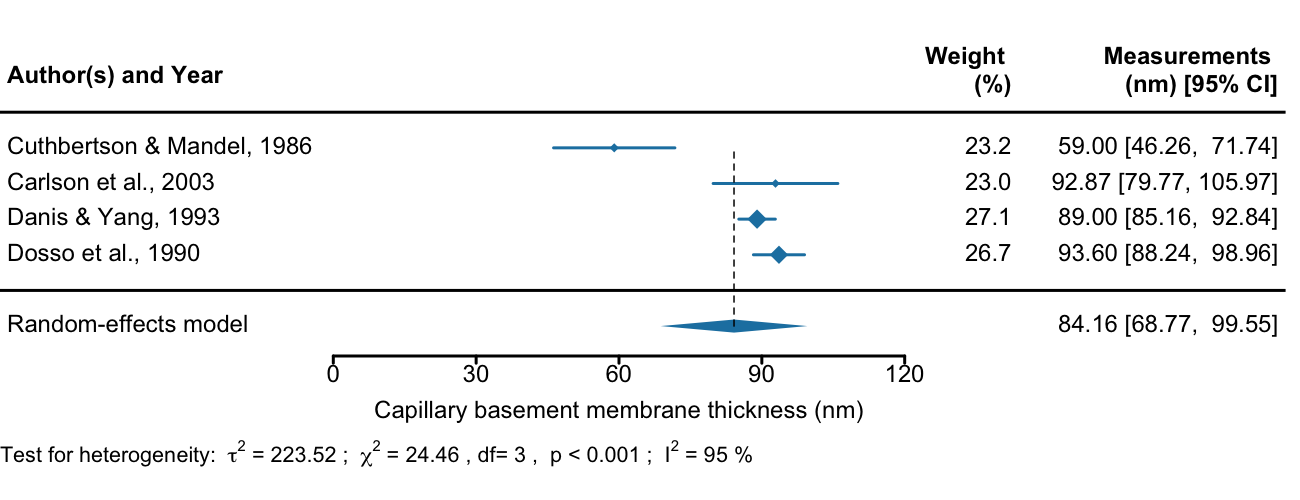 Author(s) and Year Weight (%) Measurements (nm) [95% CI]
Cuthbertson & Mandel, 1986 23.2 59.00 [46.26, 71.74]
Carlson et al., 2003 23.0 92.87 [79.77, 105.97]
Danis & Yang, 1993 27.1 89.00 [85.16, 92.84]
Dosso et al., 1990 26.7 93.60 [88.24, 98.96]
Random-effects model 84.16 [68.77, 99.55]
0 30 60 90 120
Capillary basement membrane thickness (nm)
Test for heterogeneity: τ² = 223.52 ; χ² = 24.46 , df= 3 , p < 0.001 ; I² = 95 %